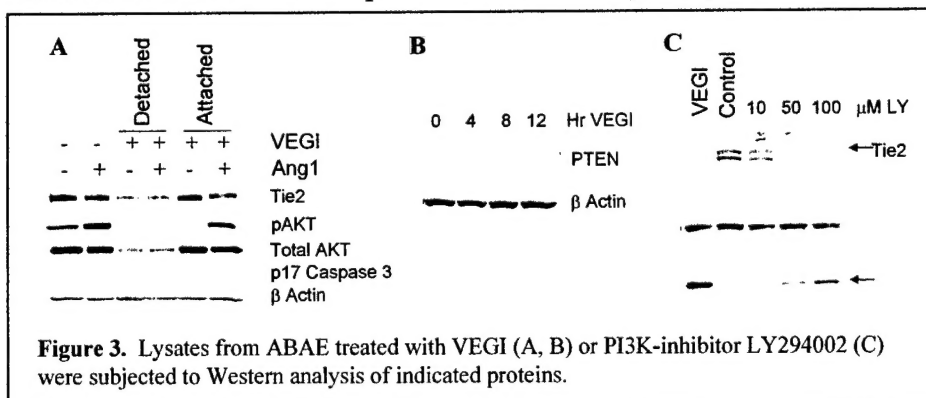 A
B
C
Detached
Attached
VEGI
Control
- - + + + + VEGI
- + - + - + Ang1
Tie2
pAKT
Total AKT
p17 Caspase 3
β Actin
0 4 8 12 Hr VEGI
PTEN
β Actin
10 50 100 μM LY
←Tie2
←
Figure 3. Lysates from ABAE treated with VEGI (A, B) or PI3K-inhibitor LY294002 (C)
were subjected to Western analysis of indicated proteins.